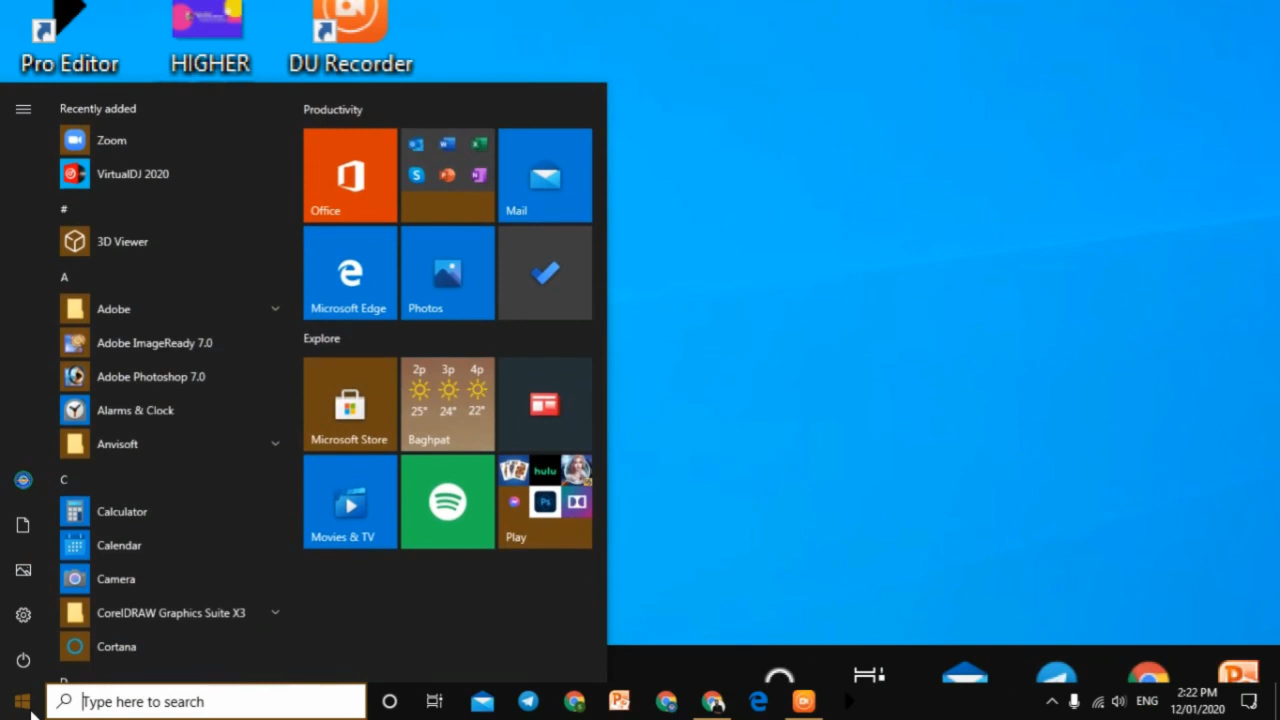 Pro Editor
HIGHER
DU Recorder
Recently added
Zoom
VirtualDJ 2020
#
3D Viewer
A
Adobe
Adobe ImageReady 7.0
Adobe Photoshop 7.0
Alarms & Clock
Anvisoft
C
Calculator
Calendar
Camera
CorelDRAW Graphics Suite X3
Cortana
Productivity
Office
Mail
Microsoft Edge
Photos
Explore
Microsoft Store
2p 3p 4p
25° 24° 22°
Baghpat
Movies & TV
hulu
Ps
Play
Type here to search
ENG
2:22 PM
12/01/2020